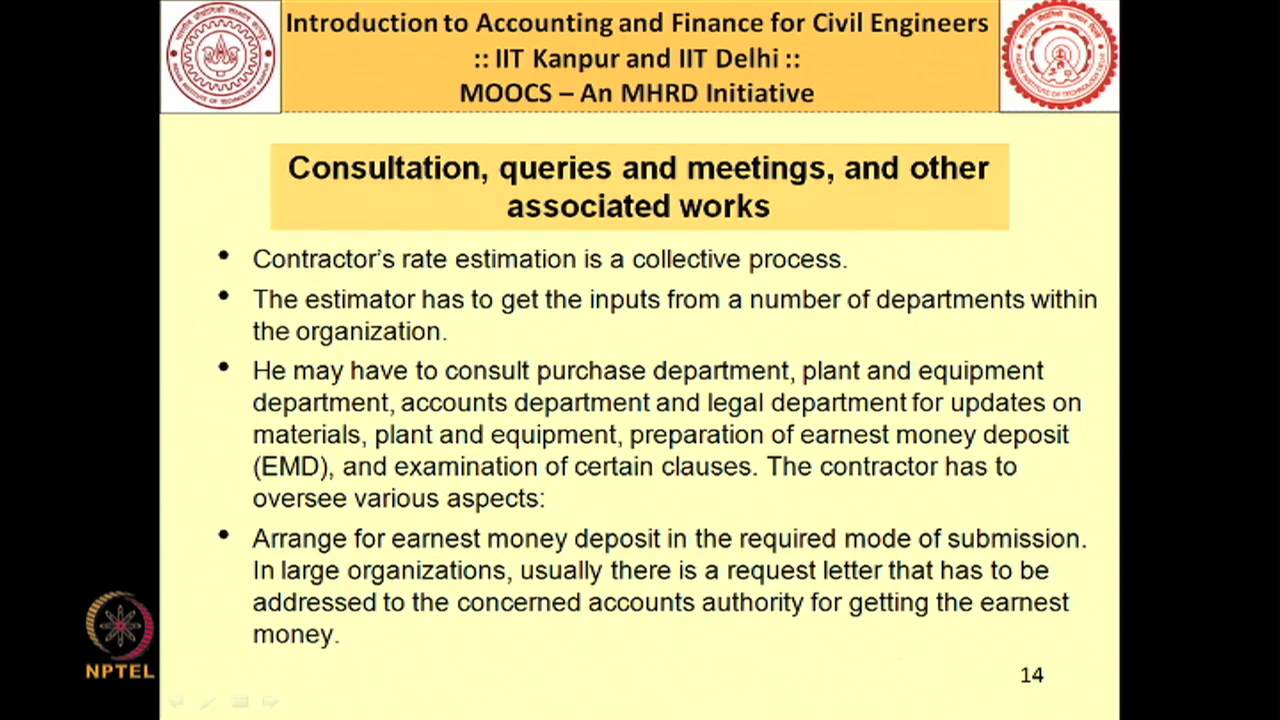 Introduction to Accounting and Finance for Civil Engineers
:: IIT Kanpur and IIT Delhi ::
MOOCS – An MHRD Initiative
Consultation, queries and meetings, and other
associated works
• Contractor's rate estimation is a collective process.
• The estimator has to get the inputs from a number of departments within
the organization.
• He may have to consult purchase department, plant and equipment
department, accounts department and legal department for updates on
materials, plant and equipment, preparation of earnest money deposit
(EMD), and examination of certain clauses. The contractor has to
oversee various aspects:
• Arrange for earnest money deposit in the required mode of submission.
In large organizations, usually there is a request letter that has to be
addressed to the concerned accounts authority for getting the earnest
money.
NPTEL
14